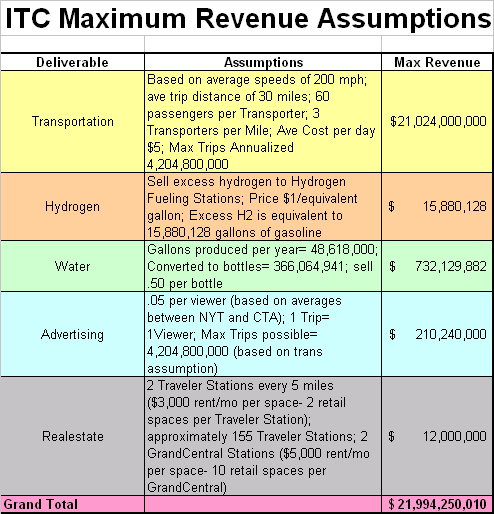 ITC Maximum Revenue Assumptions
Deliverable Assumptions Max Revenue
Transportation
Based on average speeds of 200 mph;
ave trip distance of 30 miles; 60
passengers per Transporter; 3
Transporters per Mile; Ave Cost per day
$5; Max Trips Annualized
4,204,800,000
$21,024,000,000
Hydrogen
Sell excess hydrogen to Hydrogen
Fueling Stations; Price $1/equivalent
gallon; Excess H2 is equivalent to
15,880,128 gallons of gasoline
$ 15,880,128
Water
Gallons produced per year= 48,618,000;
Converted to bottles= 366,064,941; sell
.50 per bottle
$ 732,129,882
Advertising
.05 per viewer (based on averages
between NYT and CTA); 1 Trip=
1Viewer; Max Trips possible=
4,204,800,000 (based on trans
assumption)
$ 210,240,000
Realestate
2 Traveler Stations every 5 miles
($3,000 rent/mo per space- 2 retail
spaces per Traveler Station);
approximately 155 Traveler Stations; 2
GrandCentral Stations ($5,000 rent/mo
per space- 10 retail spaces per
GrandCentral)
$ 12,000,000
Grand Total $ 21,994,250,010